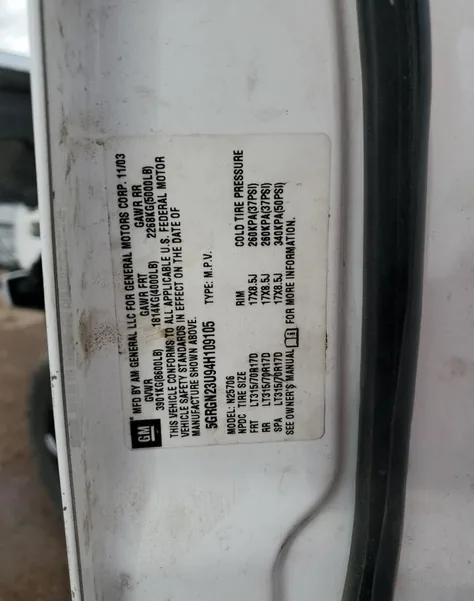 GM
MFD BY AM GENERAL LLC FOR GENERAL MOTORS CORP. 11/03
GVWR GAWR FRT GAWR RR
3901KG(8600LB) 1814KG(4000LB) 2268KG(5000LB)
THIS VEHICLE CONFORMS TO ALL APPLICABLE U.S. FEDERAL MOTOR
VEHICLE SAFETY STANDARDS IN EFFECT ON THE DATE OF
MANUFACTURE SHOWN ABOVE.
5GRGN23U94H109105 TYPE: M.P.V.
MODEL: N25706
NPDC TIRE SIZE RIM COLD TIRE PRESSURE
FRT LT315/70R17D 17X8.5J 260KPA(37PSI)
RR LT315/70R17D 17X8.5J 260KPA(37PSI)
SPA LT315/70R17D 17X8.5J 340KPA(50PSI)
SEE OWNER'S MANUAL FOR MORE INFORMATION.